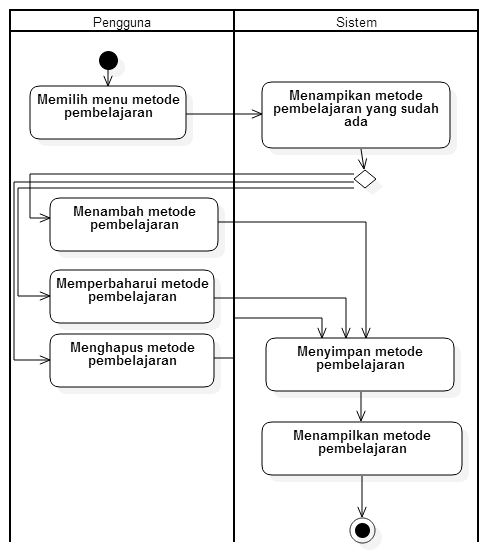 Pengguna
Sistem
Memilih menu metode
pembelajaran
Menampikan metode
pembelajaran yang sudah
ada
Menambah metode
pembelajaran
Memperbaharui metode
pembelajaran
Menghapus metode
pembelajaran
Menyimpan metode
pembelajaran
Menampilkan metode
pembelajaran